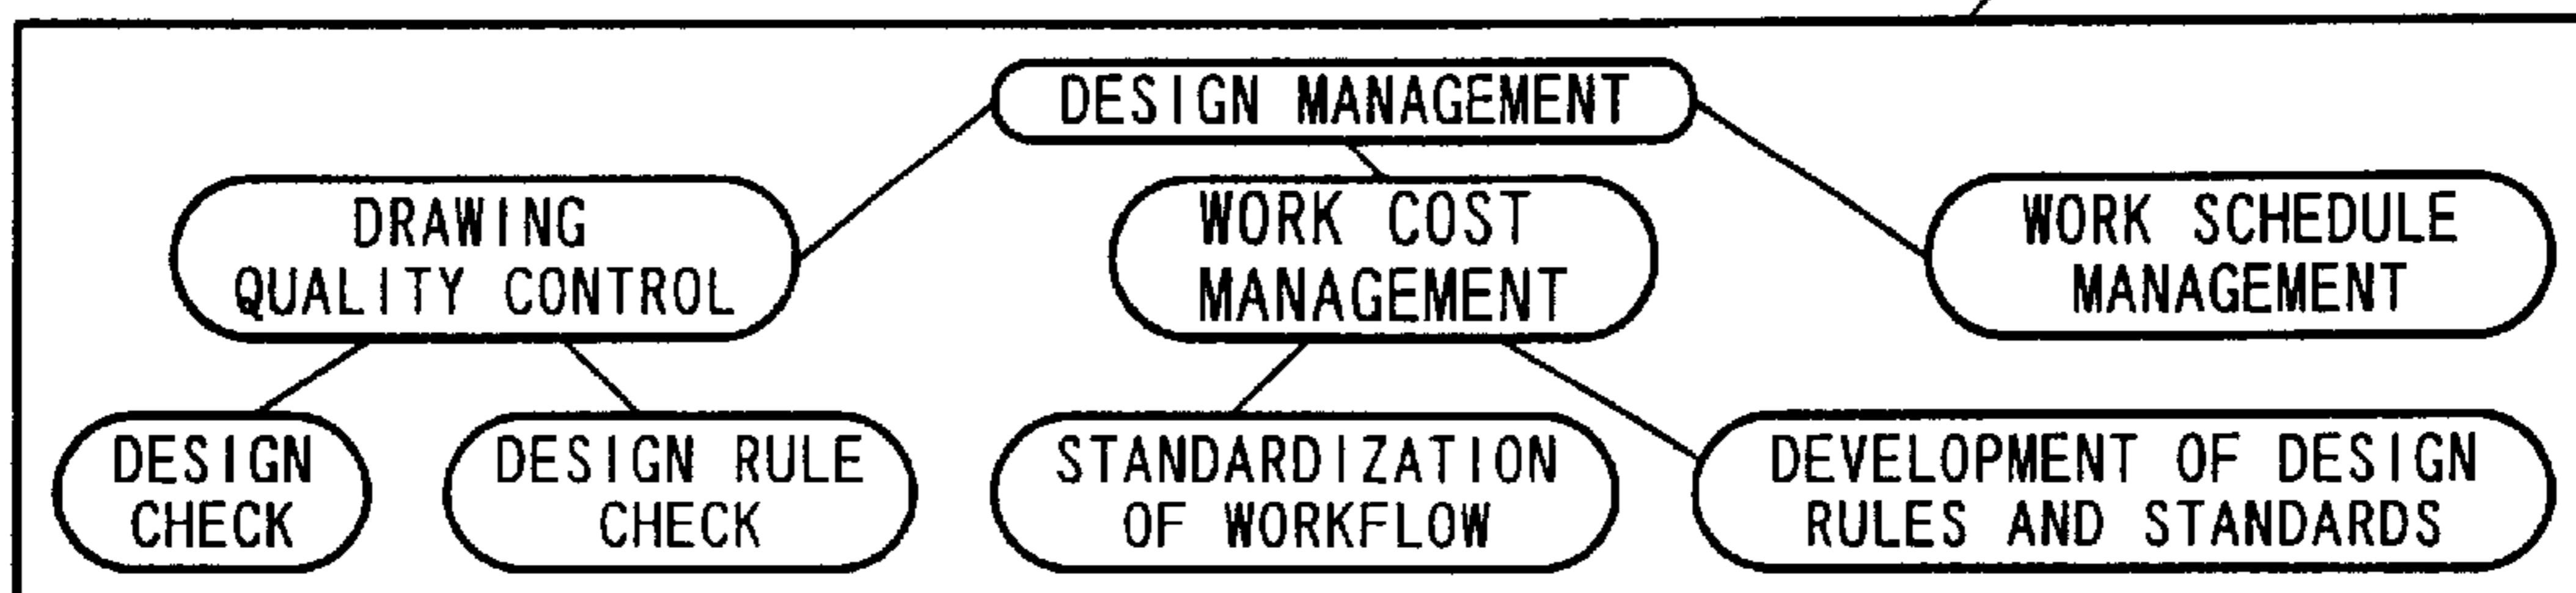 DESIGN MANAGEMENT
DRAWING
QUALITY CONTROL
WORK COST
MANAGEMENT
WORK SCHEDULE
MANAGEMENT
DESIGN
CHECK
DESIGN RULE
CHECK
STANDARDIZATION
OF WORKFLOW
DEVELOPMENT OF DESIGN
RULES AND STANDARDS